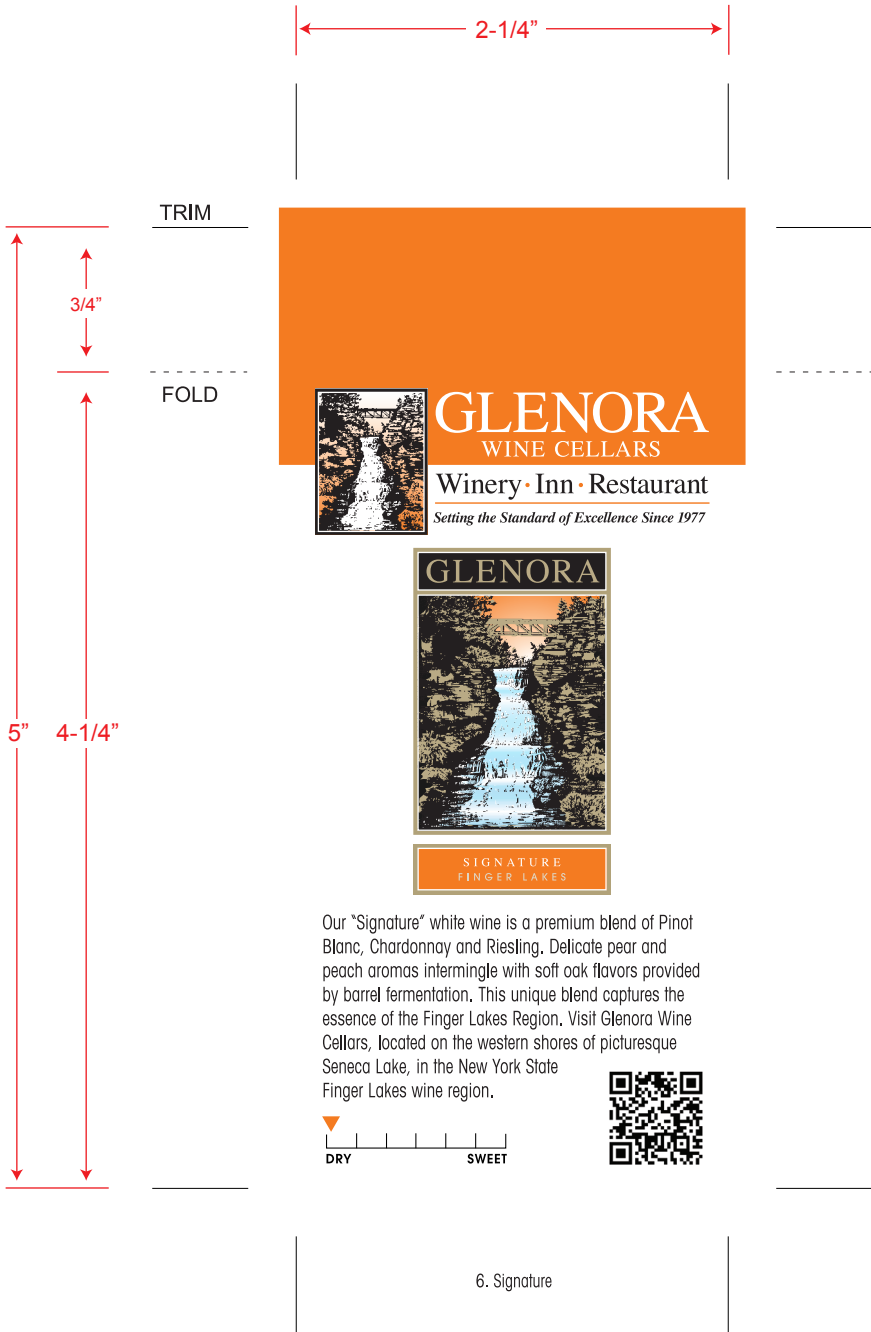 2-1/4”
TRIM
3/4”
FOLD
GLENORA
WINE CELLARS
Winery · Inn · Restaurant
Setting the Standard of Excellence Since 1977
GLENORA
5”
4-1/4”
SIGNATURE
FINGER LAKES
Our “Signature” white wine is a premium blend of Pinot
Blanc, Chardonnay and Riesling. Delicate pear and
peach aromas intermingle with soft oak flavors provided
by barrel fermentation. This unique blend captures the
essence of the Finger Lakes Region. Visit Glenora Wine
Cellars, located on the western shores of picturesque
Seneca Lake, in the New York State
Finger Lakes wine region.
DRY SWEET
6. Signature